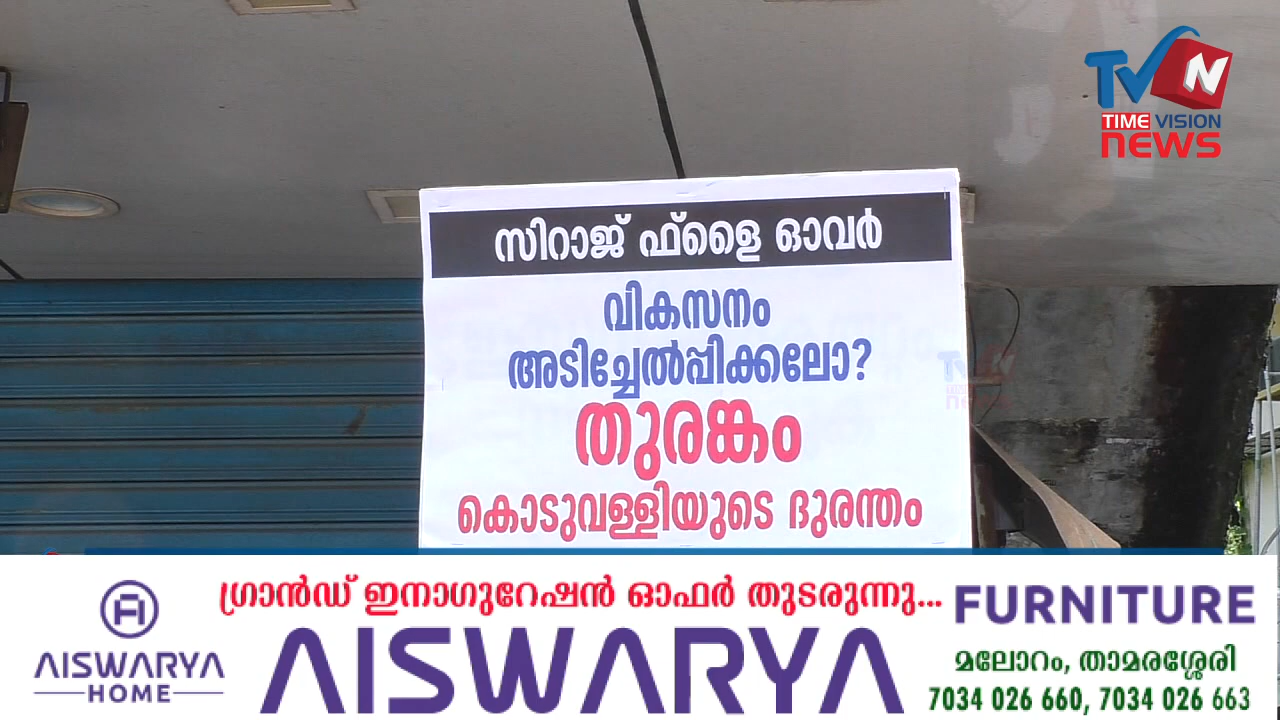 TVN
TIME VISION
NEWS
സിറാജ് ഫ്ളൈ ഓവർ
വികസനം
അടിച്ചേൽപ്പിക്കലോ?
തുരങ്കം
കൊടുവള്ളിയുടെ ദുരന്തം
ഗ്രാൻഡ് ഇനാഗുറേഷൻ ഓഫർ തുടരുന്നു...
AISWARYA
HOME
AISWARYA
FURNITURE
മലോറം, താമരശ്ശേരി
7034 026 660, 7034 026 663